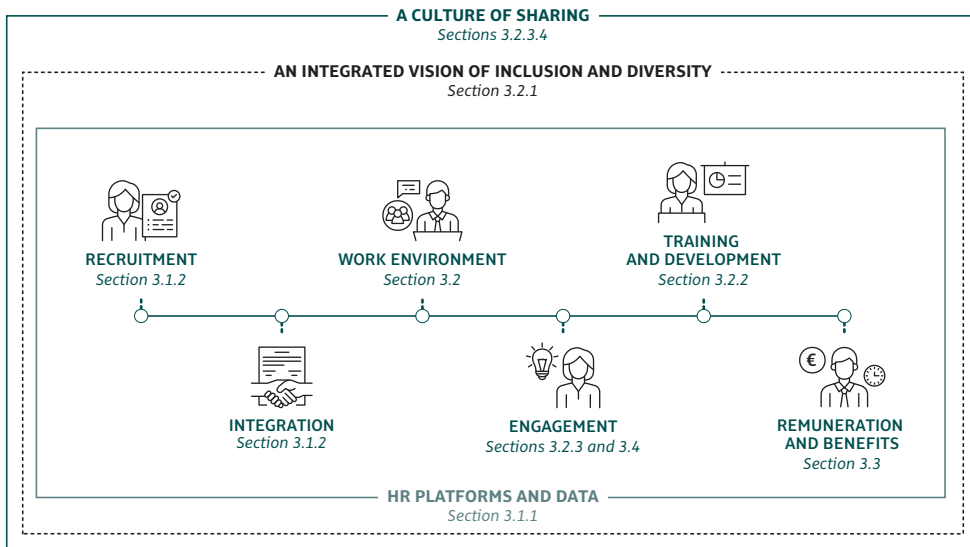 A CULTURE OF SHARING
Sections 3.2.3.4
AN INTEGRATED VISION OF INCLUSION AND DIVERSITY
Section 3.2.1
RECRUITMENT
Section 3.1.2
WORK ENVIRONMENT
Section 3.2
TRAINING
AND DEVELOPMENT
Section 3.2.2
INTEGRATION
Section 3.1.2
ENGAGEMENT
Sections 3.2.3 and 3.4
€
REMUNERATION
AND BENEFITS
Section 3.3
HR PLATFORMS AND DATA
Section 3.1.1